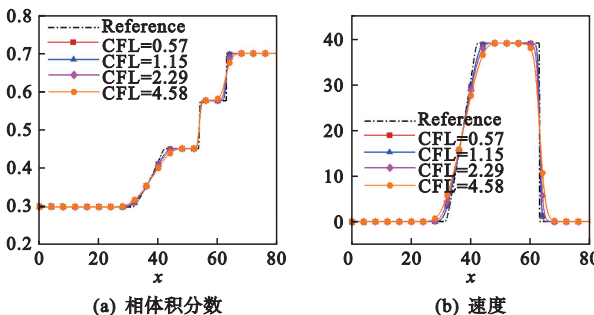 0.8
0.7
0.6
0.5
0.4
0.3
0.2
Reference
CFL=0.57
CFL=1.15
CFL=2.29
CFL=4.58
0 20 40 60 80
x
(a) 相体积分数
40
30
20
10
0
Reference
CFL=0.57
CFL=1.15
CFL=2.29
CFL=4.58
0 20 40 60 80
x
(b) 速度